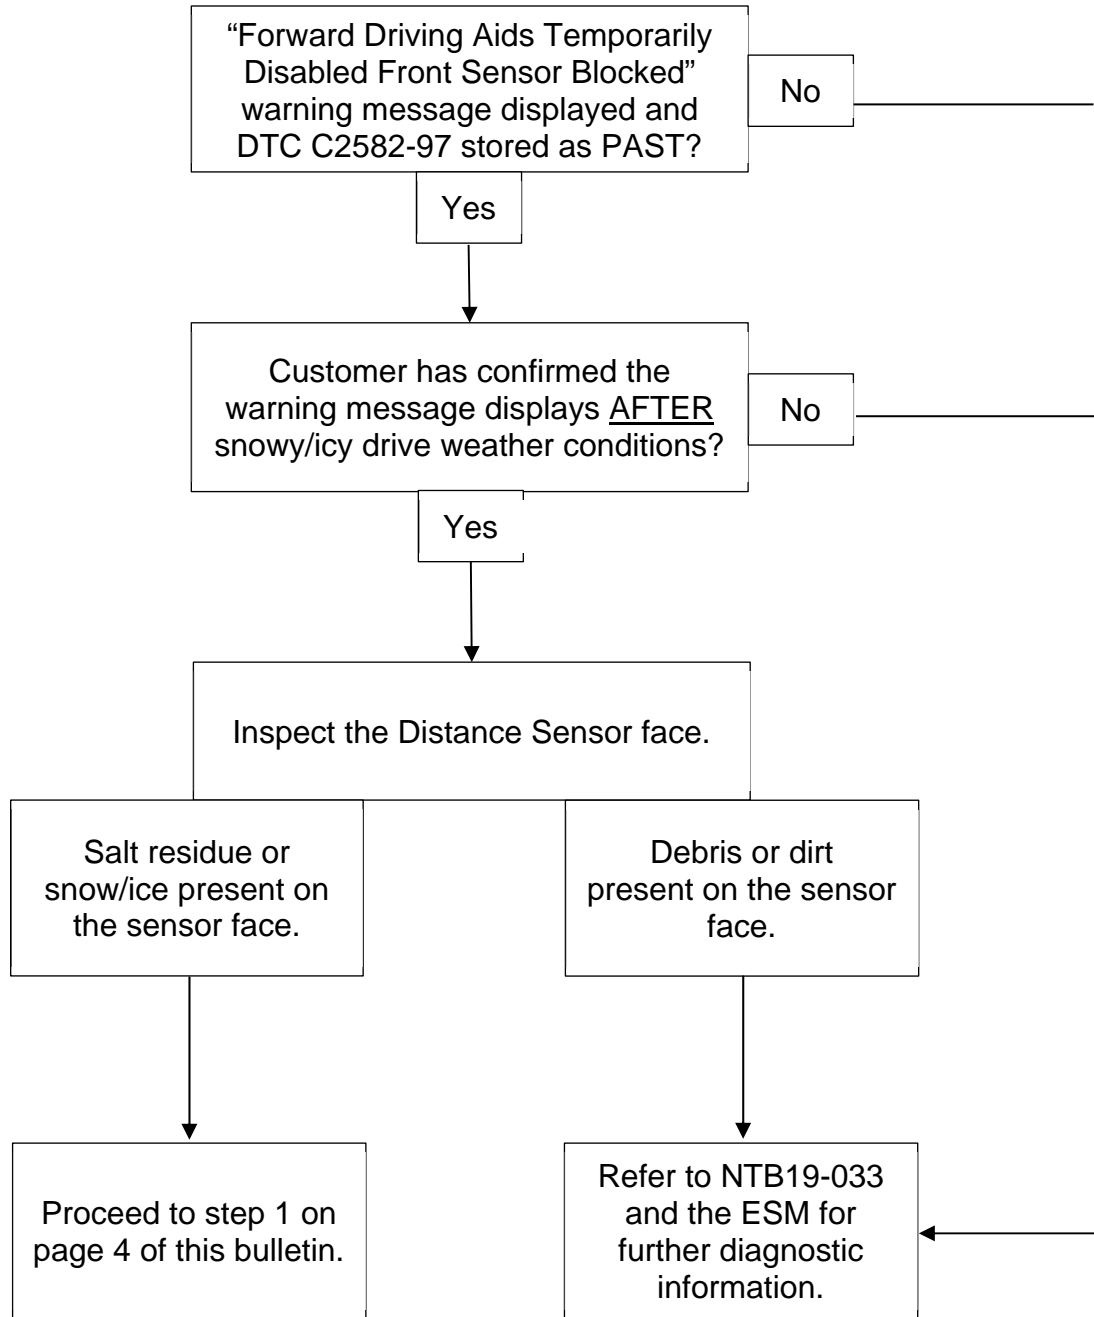 “Forward Driving Aids Temporarily
Disabled Front Sensor Blocked”
warning message displayed and
DTC C2582-97 stored as PAST?
No
Yes
Customer has confirmed the
warning message displays AFTER
snowy/icy drive weather conditions?
No
Yes
Inspect the Distance Sensor face.
Salt residue or
snow/ice present on
the sensor face.
Debris or dirt
present on the sensor
face.
Proceed to step 1 on
page 4 of this bulletin.
Refer to NTB19-033
and the ESM for
further diagnostic
information.